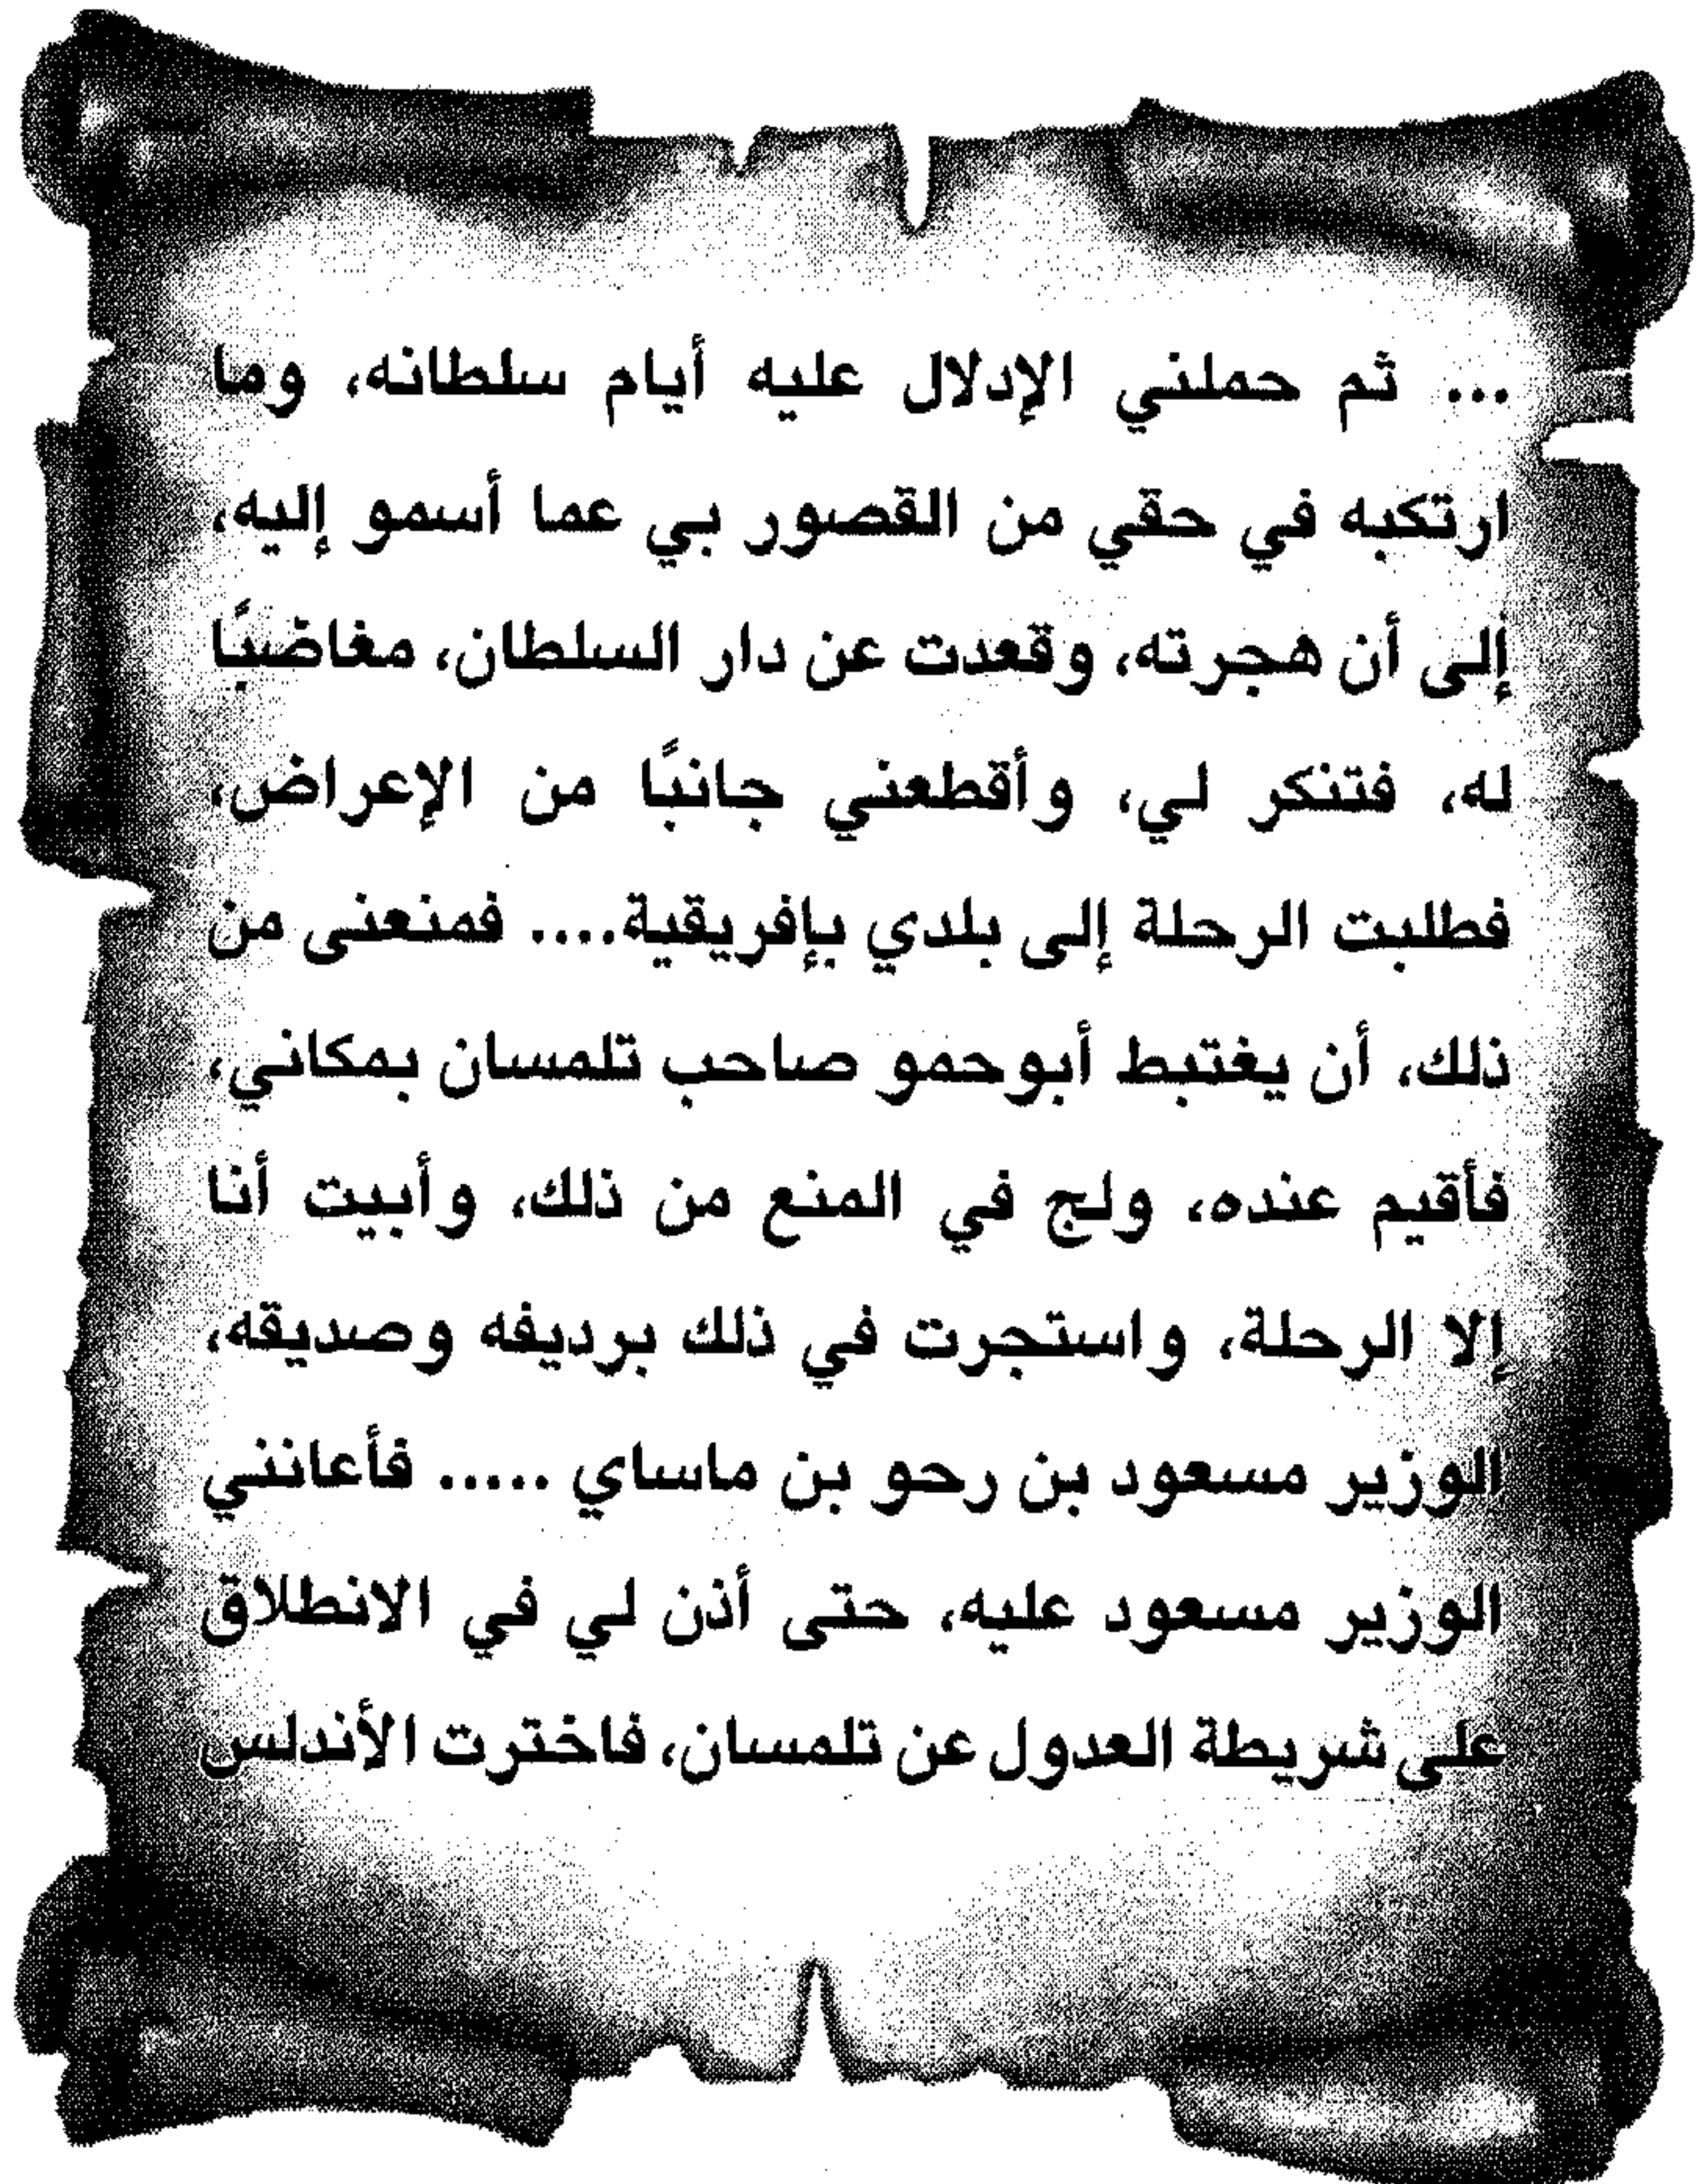 ... ثم حملني الإدلال عليه أيام سلطانه، وما
ارتكبه في حقي من القصور بي عما أسمو إليه،
إلى أن هجرته، وقعدت عن دار السلطان، مغاضبًا
له، فتنكر لي، وأقطعني جانبًا من الإعراض،
فطلبت الرحلة إلى بلدي بإفريقية.... فمنعنى من
ذلك، أن يغتبط أبوحمو صاحب تلمسان بمكاني،
فأقيم عنده، ولج في المنع من ذلك، وأبيت أنا
إلا الرحلة، واستجرت في ذلك برديفه وصديقه،
الوزير مسعود بن رحو بن ماساي ..... فأعانني
الوزير مسعود عليه، حتى أذن لي في الانطلاق
على شريطة العدول عن تلمسان، فاخترت الأندلس